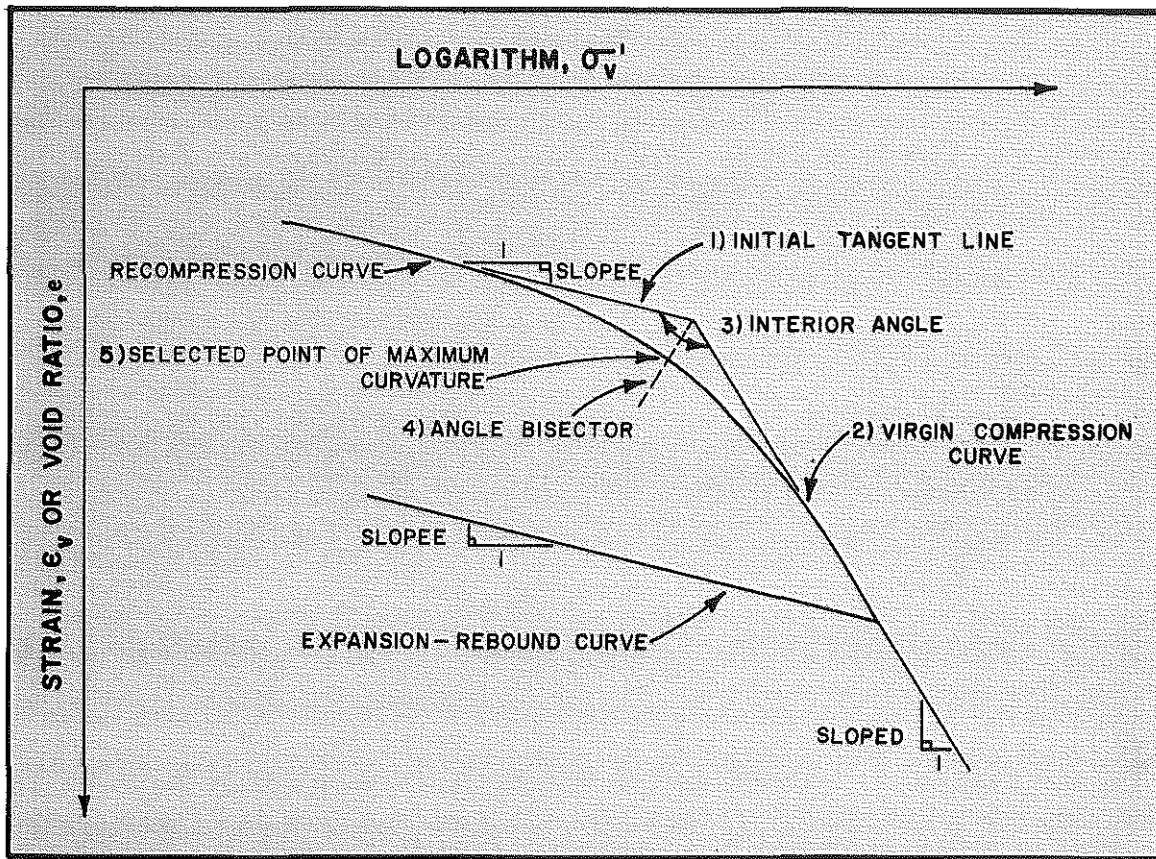 LOGARITHM, σ̅v'
1) INITIAL TANGENT LINE
1
RECOMPRESSION CURVE
SLOPEE
3) INTERIOR ANGLE
5) SELECTED POINT OF MAXIMUM
CURVATURE
4) ANGLE BISECTOR
2) VIRGIN COMPRESSION
CURVE
SLOPEE
1
EXPANSION-REBOUND CURVE
SLOPED
1
STRAIN, ϵv OR VOID RATIO, e